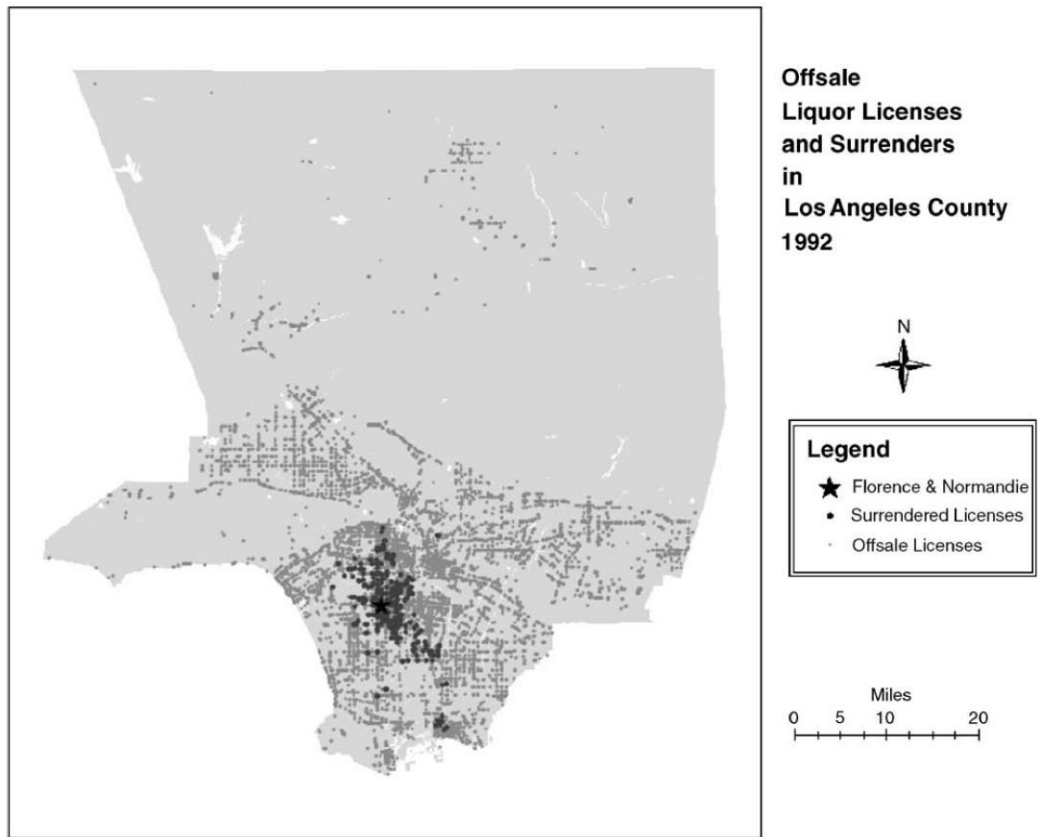 Offsale
Liquor Licenses
and Surrenders
in
Los Angeles County
1992
N
Legend
Florence & Normandie
Surrendered Licenses
Offsale Licenses
Miles
0 5 10 20